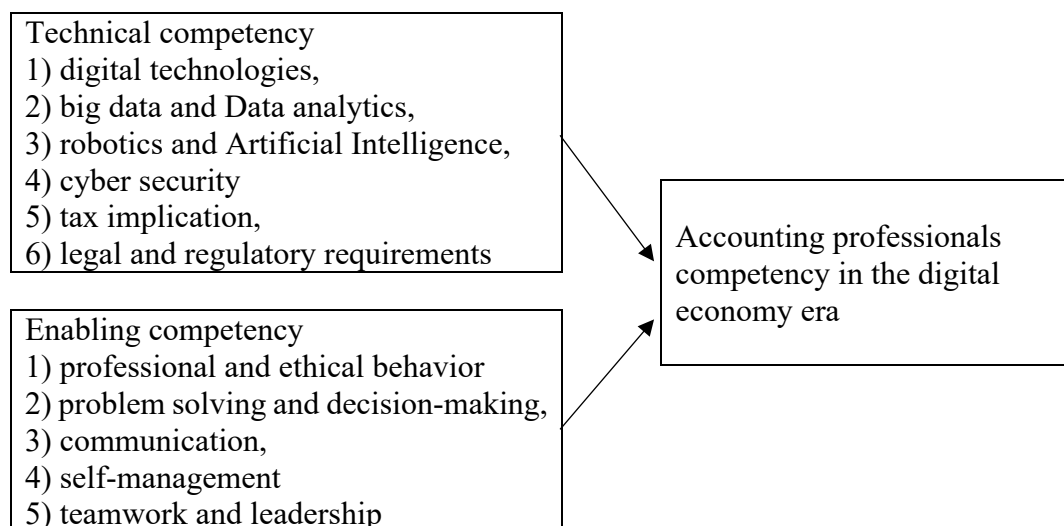 Technical competency
1) digital technologies,
2) big data and Data analytics,
3) robotics and Artificial Intelligence,
4) cyber security
5) tax implication,
6) legal and regulatory requirements
Accounting professionals
competency in the digital
economy era
Enabling competency
1) professional and ethical behavior
2) problem solving and decision-making,
3) communication,
4) self-management
5) teamwork and leadership